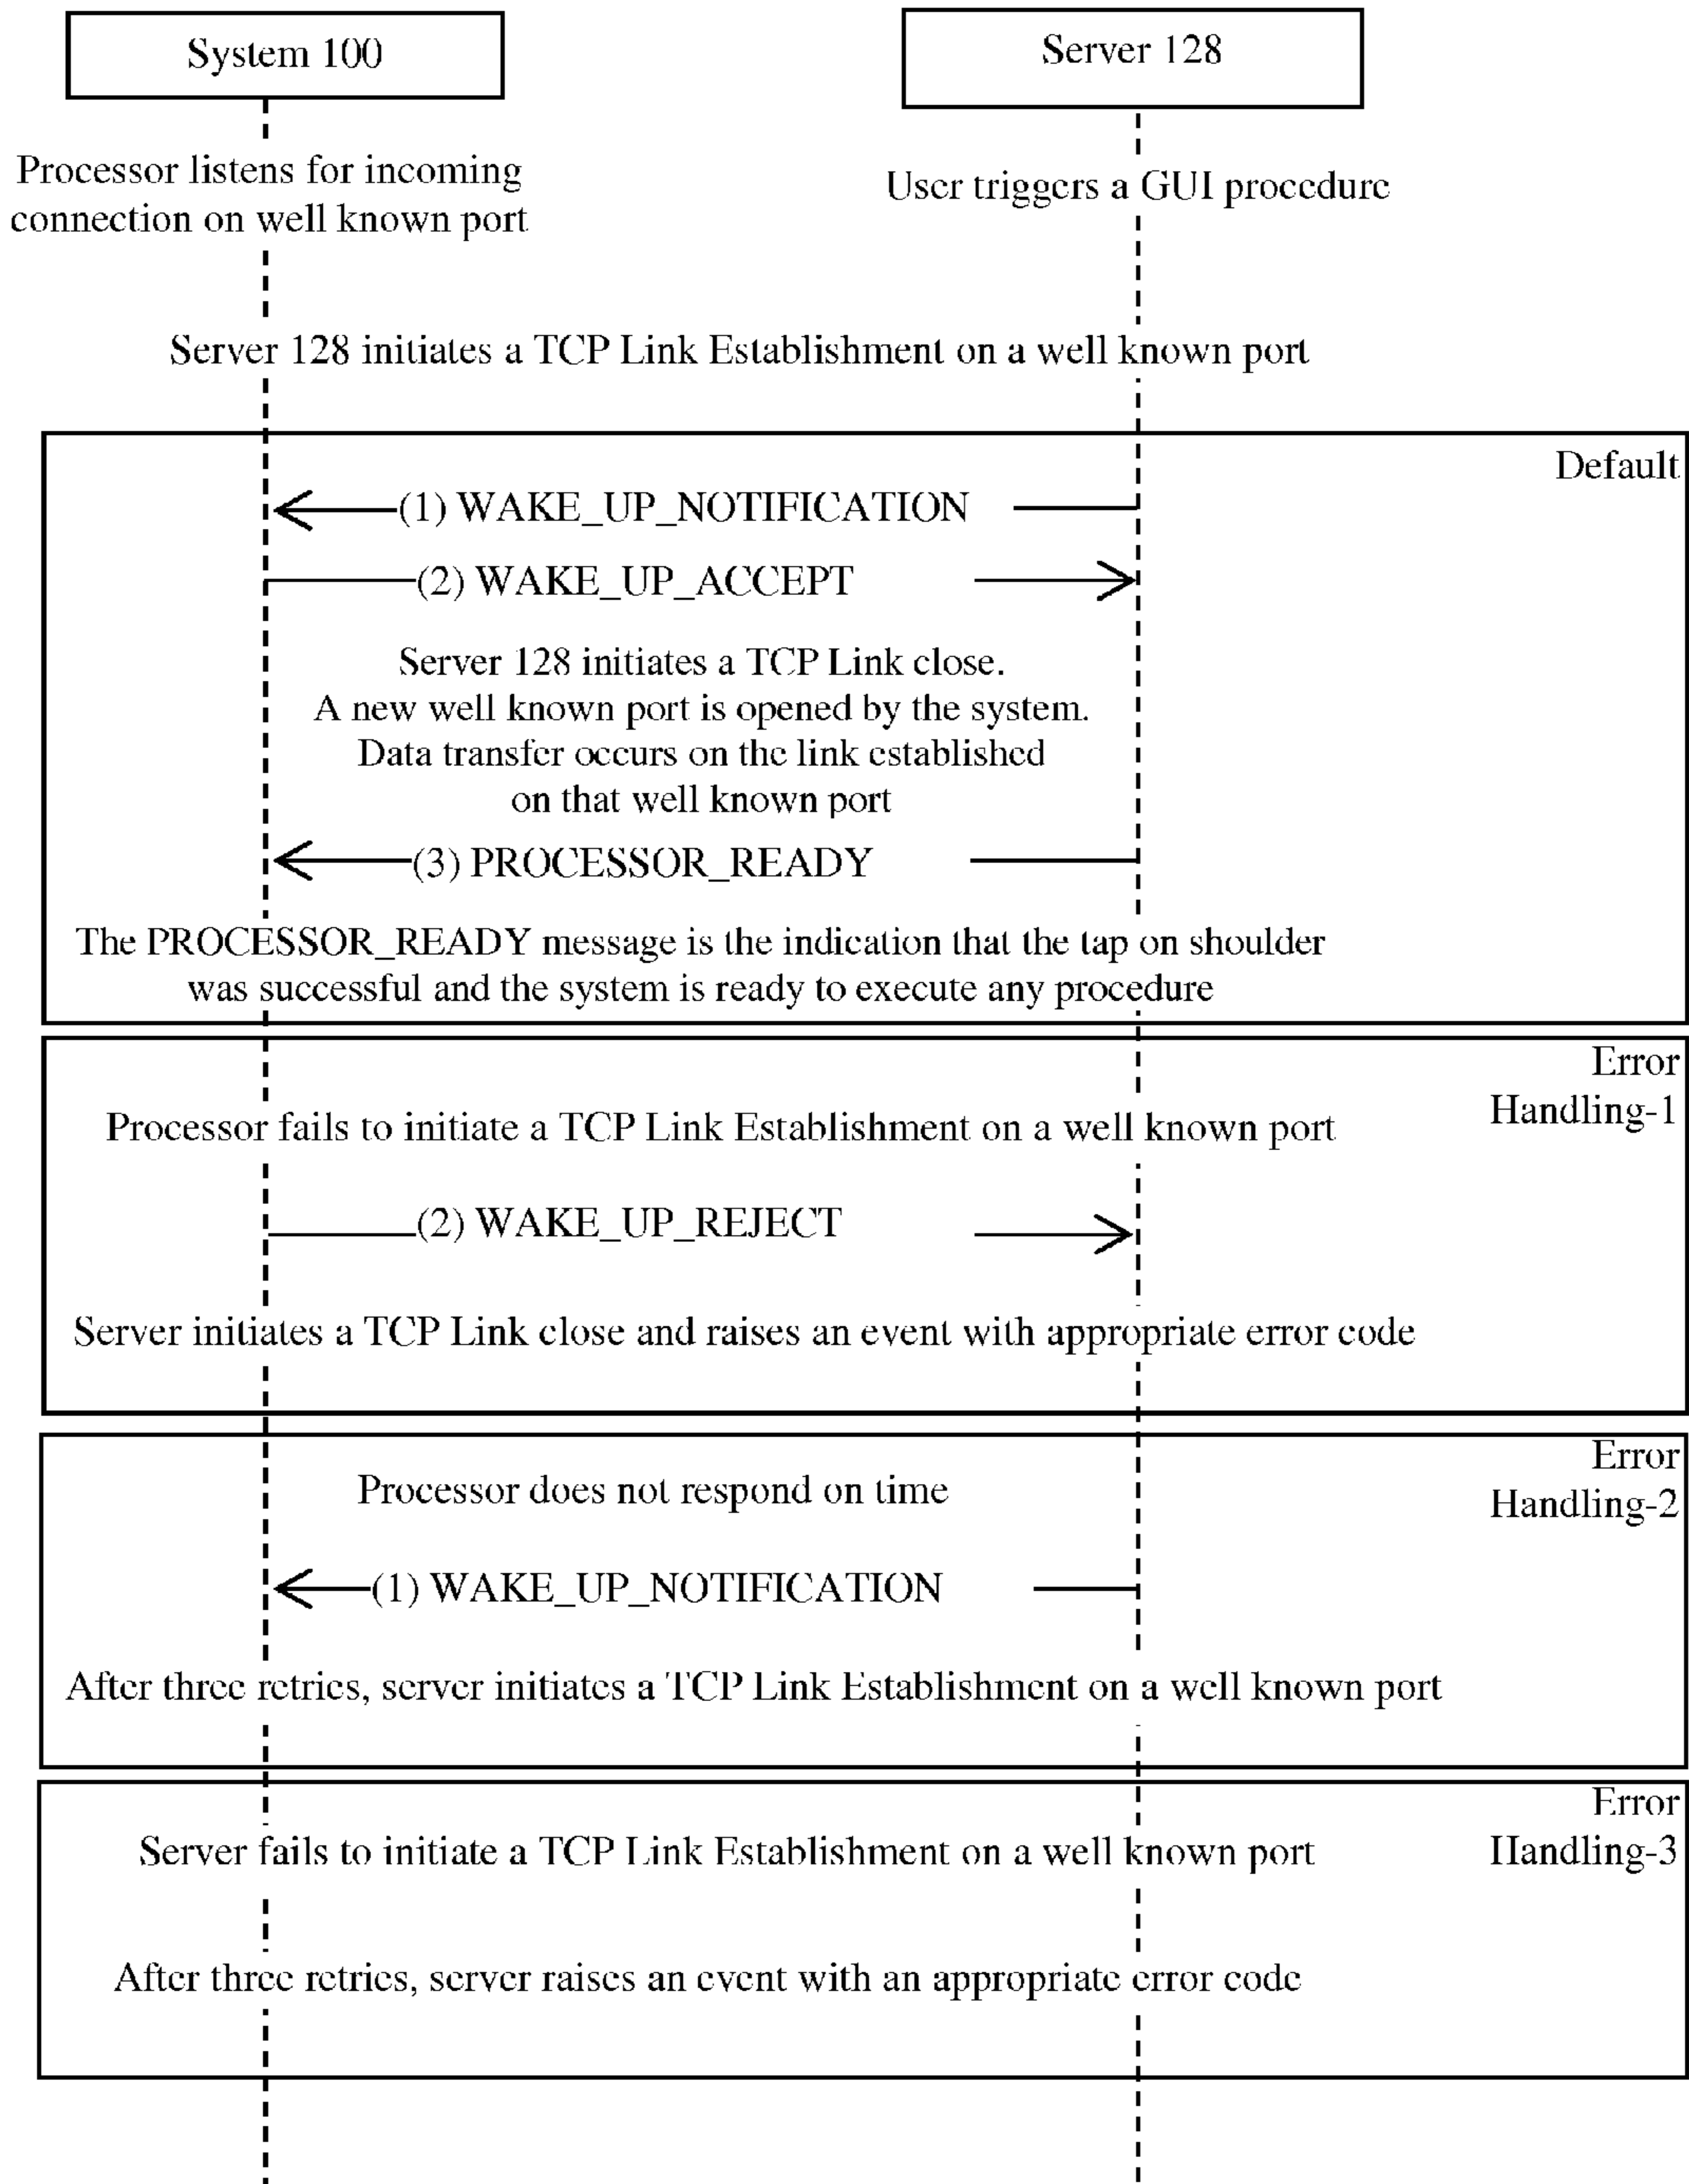 System 100
Server 128
Processor listens for incoming
connection on well known port
User triggers a GUI procedure
Server 128 initiates a TCP Link Establishment on a well known port
Default
(1) WAKE_UP_NOTIFICATION
(2) WAKE_UP_ACCEPT
Server 128 initiates a TCP Link close.
A new well known port is opened by the system.
Data transfer occurs on the link established
on that well known port
(3) PROCESSOR_READY
The PROCESSOR_READY message is the indication that the tap on shoulder
was successful and the system is ready to execute any procedure
Error
Handling-1
Processor fails to initiate a TCP Link Establishment on a well known port
(2) WAKE_UP_REJECT
Server initiates a TCP Link close and raises an event with appropriate error code
Error
Handling-2
Processor does not respond on time
(1) WAKE_UP_NOTIFICATION
After three retries, server initiates a TCP Link Establishment on a well known port
Error
Handling-3
Server fails to initiate a TCP Link Establishment on a well known port
After three retries, server raises an event with an appropriate error code